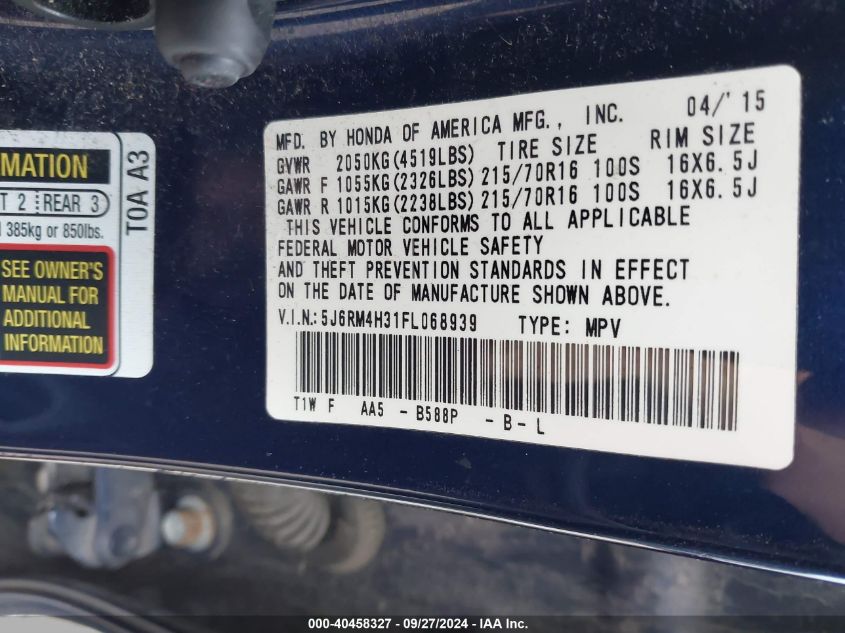 MATION
T 2 REAR 3
385kg or 850lbs.
SEE OWNER'S
MANUAL FOR
ADDITIONAL
INFORMATION
T0A A3
MFD. BY HONDA OF AMERICA MFG., INC. 04/'15
GVWR 2050KG(4519LBS) TIRE SIZE RIM SIZE
GAWR F 1055KG(2326LBS) 215/70R16 100S 16X6.5J
GAWR R 1015KG(2238LBS) 215/70R16 100S 16X6.5J
THIS VEHICLE CONFORMS TO ALL APPLICABLE
FEDERAL MOTOR VEHICLE SAFETY
AND THEFT PREVENTION STANDARDS IN EFFECT
ON THE DATE OF MANUFACTURE SHOWN ABOVE.
V.I.N.: 5J6RM4H31FL068939 TYPE: MPV
T1W F AA5 - B588P - B - L
000-40458327 - 09/27/2024 - IAA Inc.